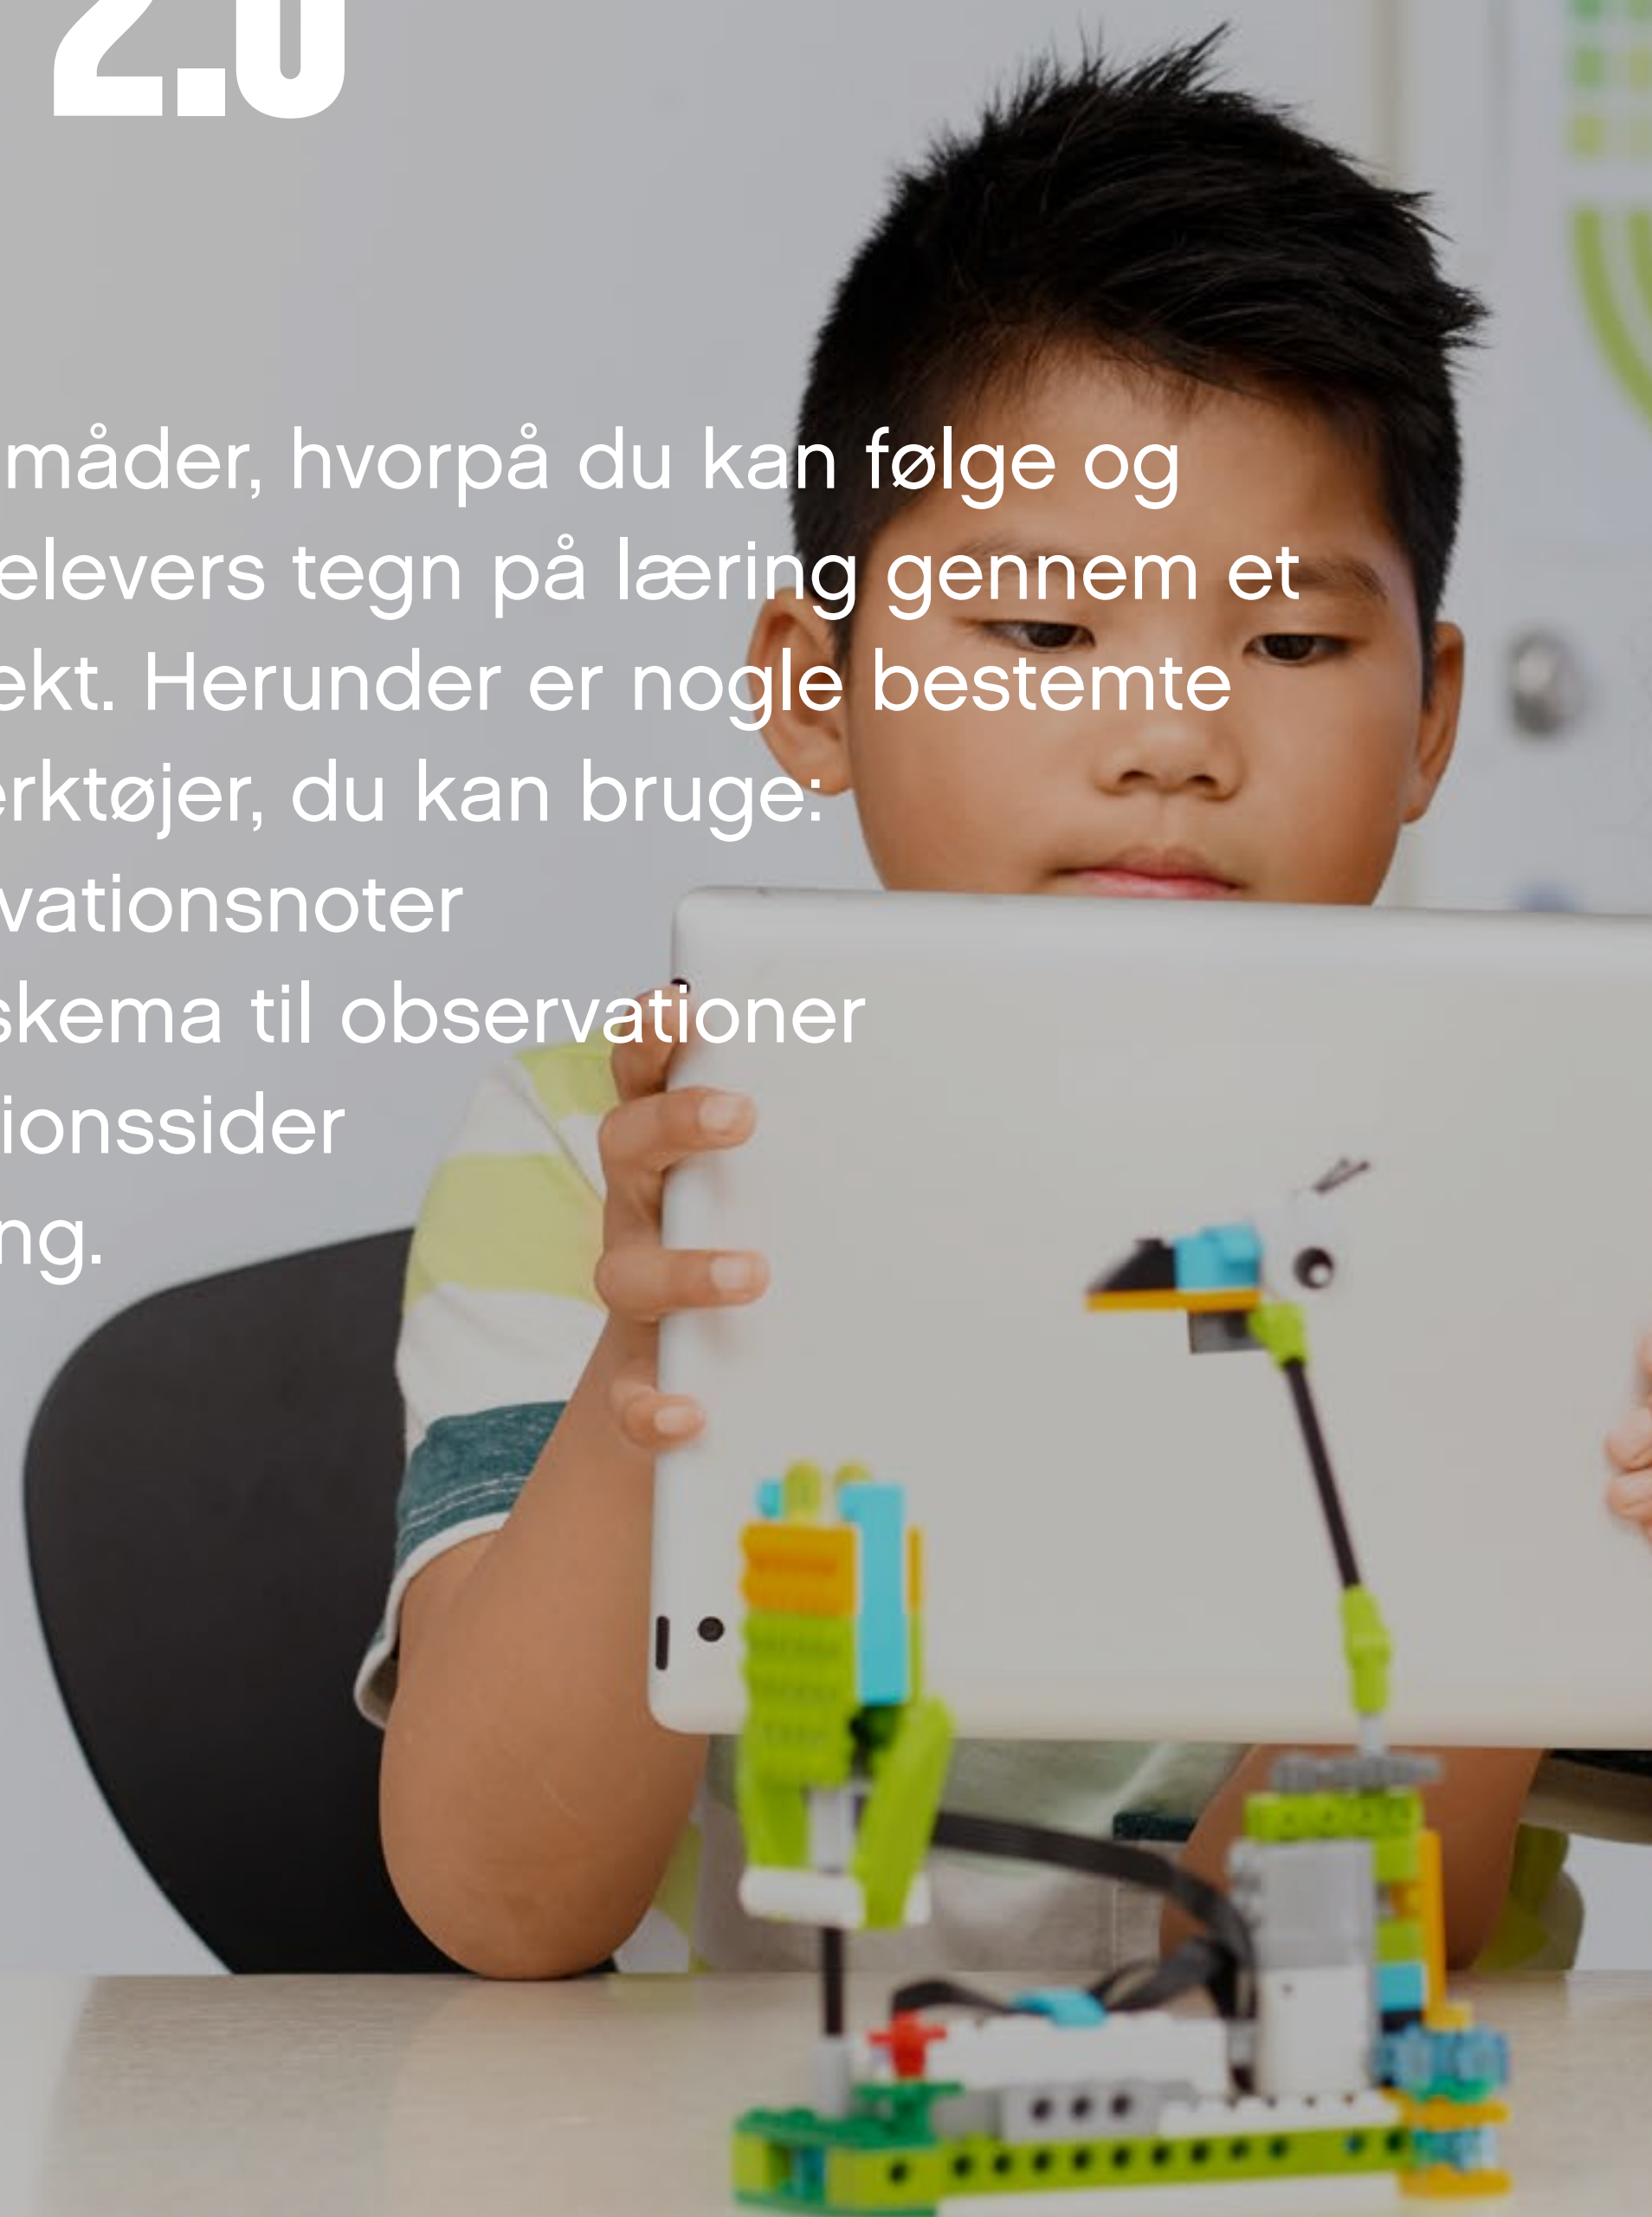 2.0
måder, hvorpå du kan følge og
elevers tegn på læring gennem et
ekt. Herunder er nogle bestemte
erktøjer, du kan bruge:
vationsnoter
skema til observationer
ionssider
ng.